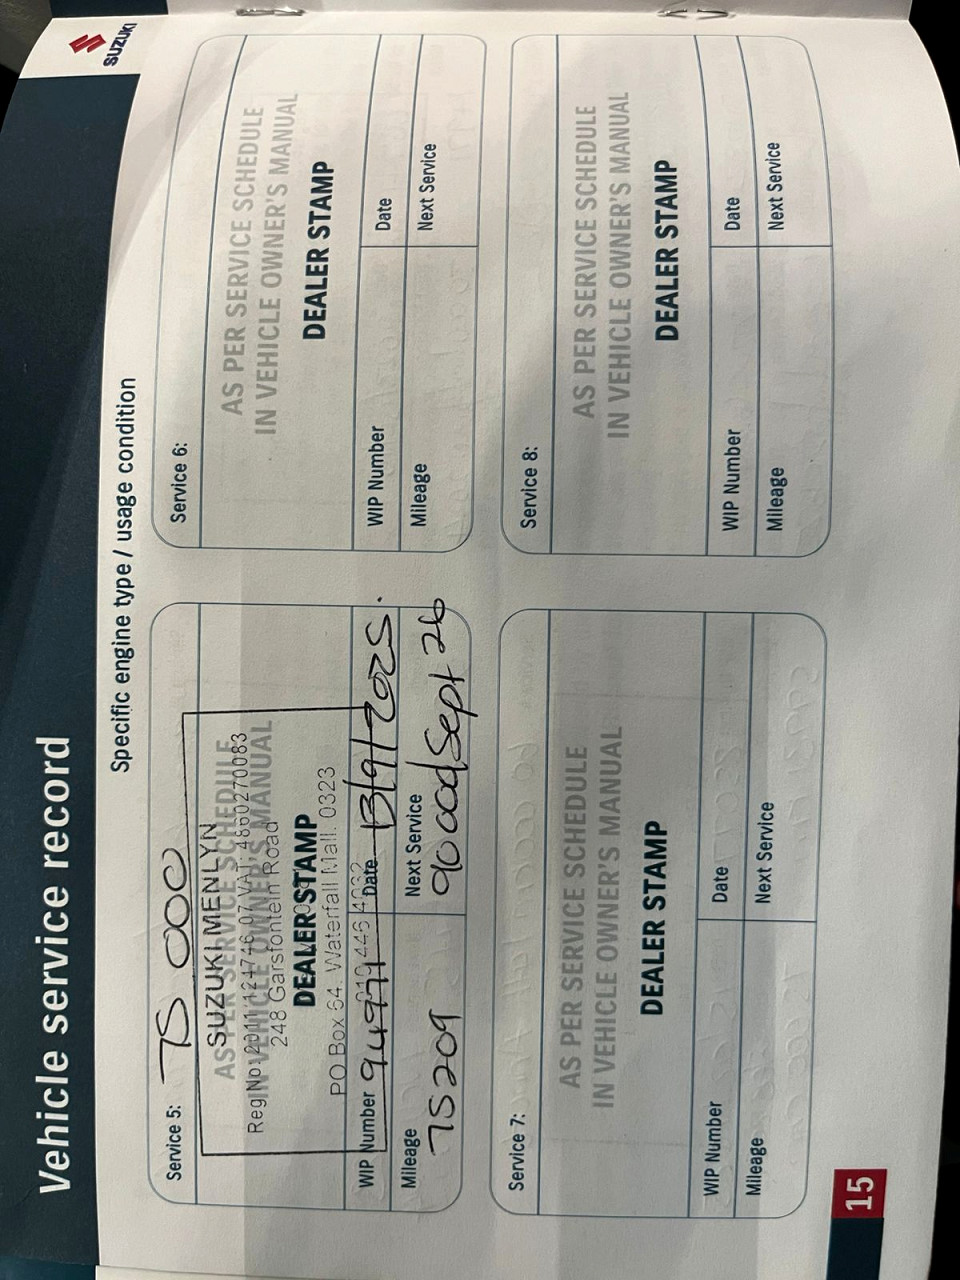 Vehicle service record
SUZUKI
Specific engine type / usage condition
Service 5: 75 000
SUZUKI MENLYN
AS PER SERVICE SCHEDULE
Reg No: 2011/124746/07 VAT: 4860270083
IN VEHICLE OWNER'S MANUAL
248 Garsfontein Road
DEALER STAMP
PO Box 64. Waterfall Mall. 0323
WIP Number 94977 Date 13/9/2025.
Mileage 75209 Next Service 90 000/Sept 26
Service 6:
AS PER SERVICE SCHEDULE
IN VEHICLE OWNER'S MANUAL
DEALER STAMP
WIP Number Date
Mileage Next Service
Service 7:
AS PER SERVICE SCHEDULE
IN VEHICLE OWNER'S MANUAL
DEALER STAMP
WIP Number Date
Mileage Next Service
Service 8:
AS PER SERVICE SCHEDULE
IN VEHICLE OWNER'S MANUAL
DEALER STAMP
WIP Number Date
Mileage Next Service
15